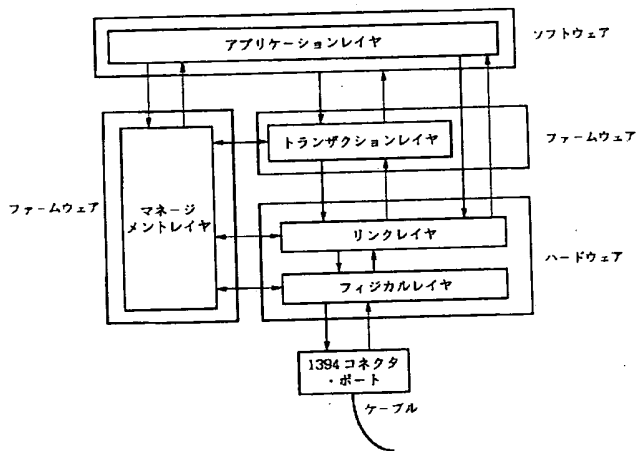 アプリケーションレイヤ
ソフトウェア
トランザクションレイヤ
ファームウェア
ファームウェア
マネージ
メントレイヤ
リンクレイヤ
ハードウェア
フィジカルレイヤ
1394コネクタ
・ポート
ケーブル